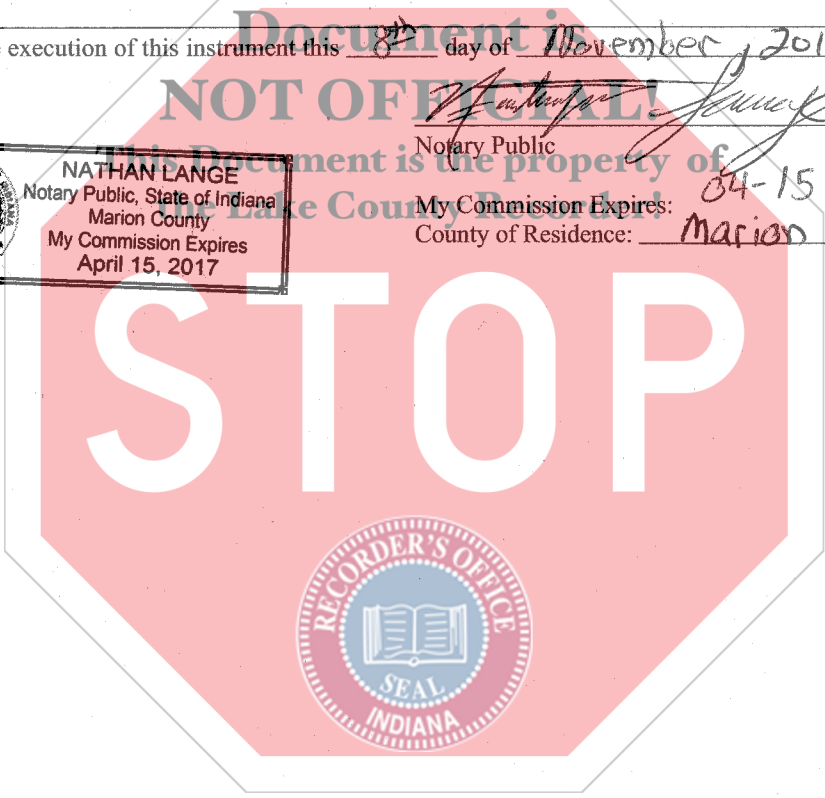 Document is
execution of this instrument this 8th day of November, 201
NOT OFFICIAL!
Notary Public
This Document is the property of
the Lake County Recorder!
NATHAN LANGE
Notary Public, State of Indiana
Marion County
My Commission Expires
April 15, 2017
My Commission Expires: 04-15
County of Residence: Marion
STOP
RECORDER'S OFFICE
SEAL
INDIANA